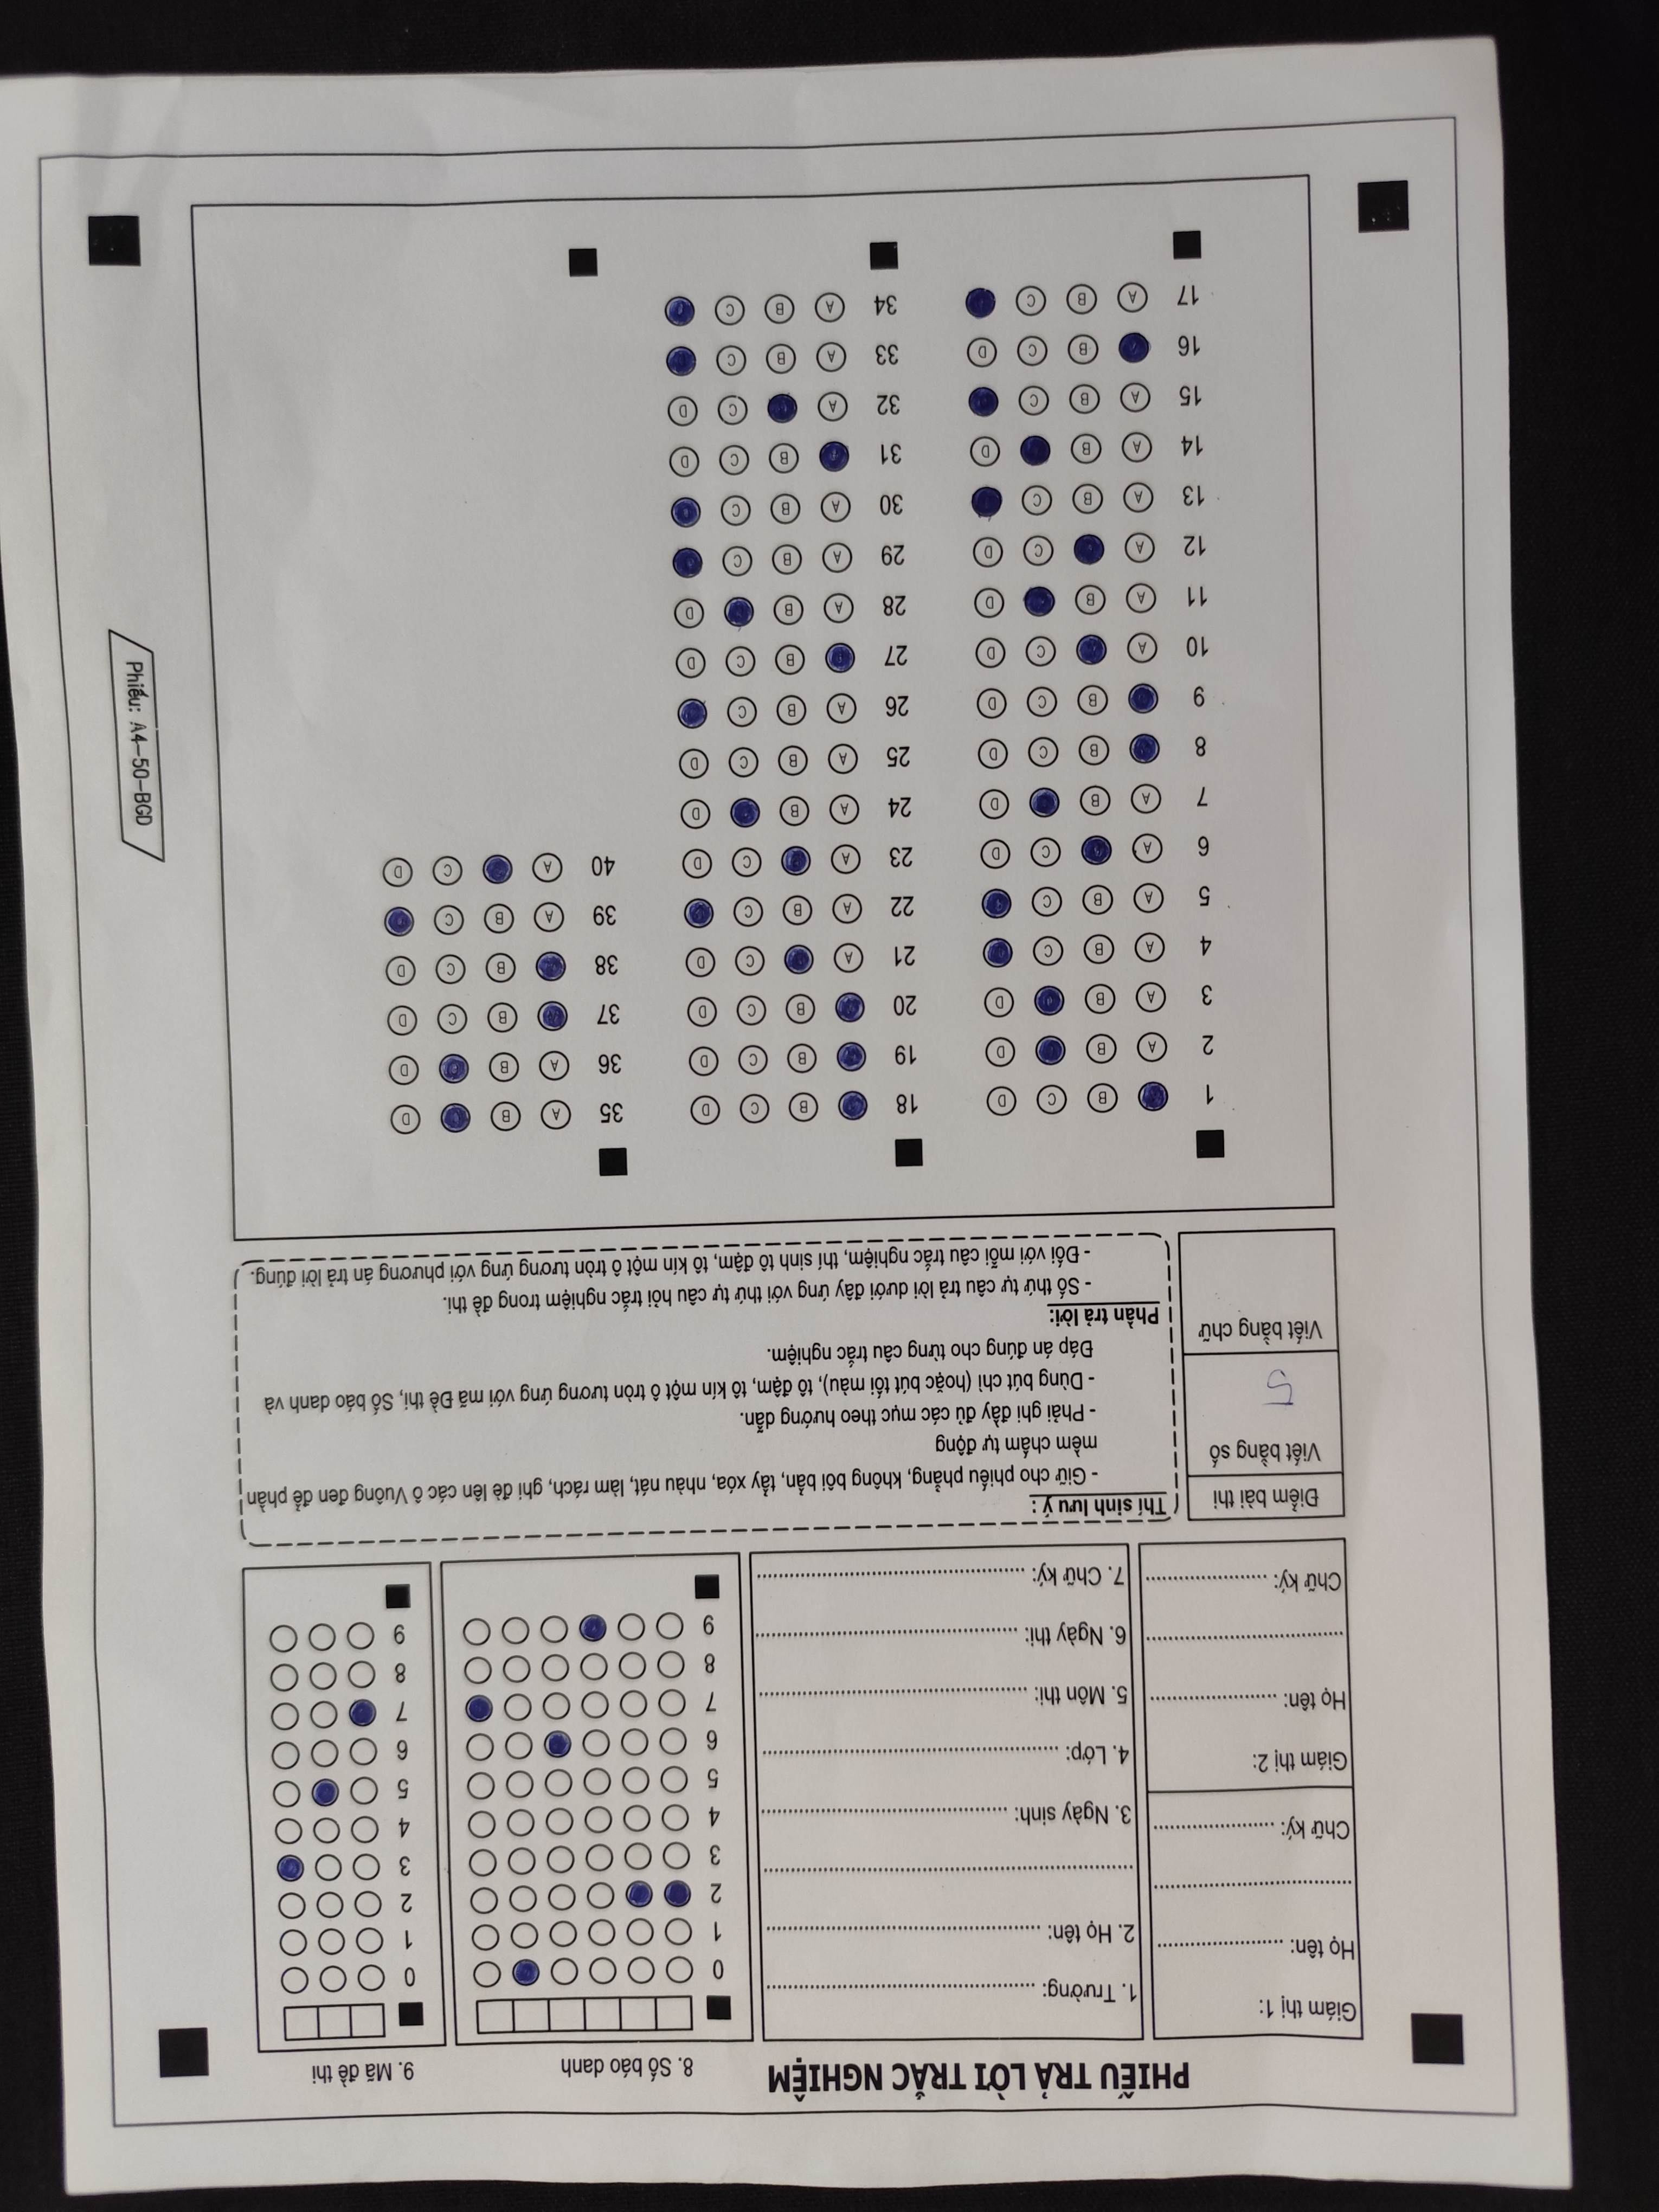 PHIẾU TRẢ LỜI TRẮC NGHIỆM
8. Số báo danh
9. Mã đề thi
Giám thị 1:
Họ tên: ....................
Chữ ký: ....................
Giám thị 2:
Họ tên: ....................
Chữ ký: ....................
1. Trường: ....................
2. Họ tên: ....................
3. Ngày sinh: ....................
4. Lớp: ....................
5. Môn thi: ....................
6. Ngày thi: ....................
7. Chữ ký: ....................
0
1
2
3
4
5
6
7
8
9
0
1
2
3
4
5
6
7
8
9
Điểm bài thi
Viết bằng số
5
Viết bằng chữ
Thí sinh lưu ý :
- Giữ cho phiếu phẳng, không bôi bẩn, tẩy xóa, nhàu nát, làm rách, ghi đè lên các ô Vuông đen để phần
mềm chấm tự động
- Phải ghi đầy đủ các mục theo hướng dẫn.
- Dùng bút chì (hoặc bút tối màu), tô đậm, tô kín một ô tròn tương ứng với mã Đề thi, Số báo danh và
Đáp án đúng cho từng câu trắc nghiệm.
Phần trả lời:
- Số thứ tự câu trả lời dưới đây ứng với thứ tự câu hỏi trắc nghiệm trong đề thi.
- Đối với mỗi câu trắc nghiệm, thí sinh tô đậm, tô kín một ô tròn tương ứng với phương án trả lời đúng.
1 B C D
2 A B D
3 A B D
4 A B C
5 A B C
6 A C D
7 A B D
8 B C D
9 B C D
10 A C D
11 A B D
12 A C D
13 A B C
14 A B D
15 A B C
16 B C D
17 A B C
18 B C D
19 B C D
20 B C D
21 A C D
22 A B C
23 A C D
24 A B D
25 A B C D
26 A B C
27 B C D
28 A B D
29 A B C
30 A B C
31 B C D
32 A C D
33 A B C
34 A B C
35 A B D
36 A B D
37 B C D
38 B C D
39 A B C
40 A C D
Phiếu: A4-50-BGD